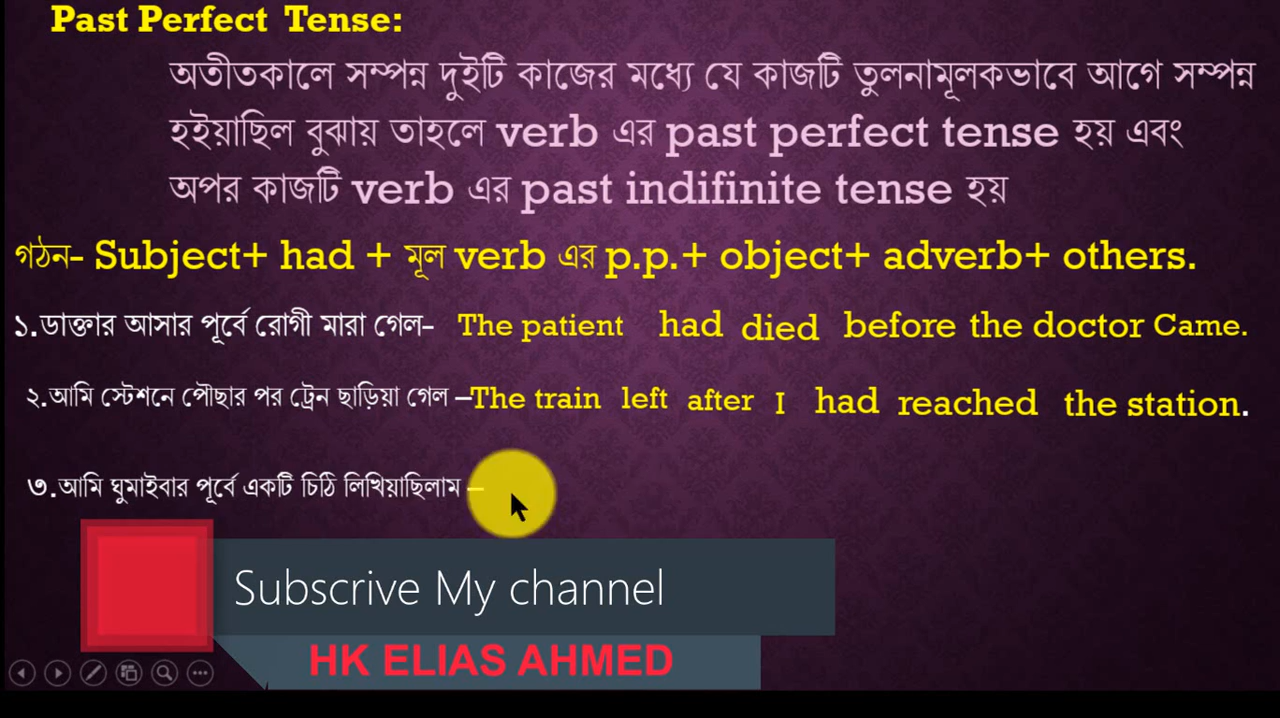 Past Perfect Tense:
অতীতকালে সম্পন্ন দুইটি কাজের মধ্যে যে কাজটি তুলনামূলকভাবে আগে সম্পন্ন
হইয়াছিল বুঝায় তাহলে verb এর past perfect tense হয় এবং
অপর কাজটি verb এর past indifinite tense হয়
গঠন- Subject+ had + মূল verb এর p.p.+ object+ adverb+ others.
১.ডাক্তার আসার পূর্বে রোগী মারা গেল- The patient had died before the doctor Came.
২.আমি স্টেশনে পৌছার পর ট্রেন ছাড়িয়া গেল –The train left after I had reached the station.
৩.আমি ঘুমাইবার পূর্বে একটি চিঠি লিখিয়াছিলাম –
Subscrive My channel
HK ELIAS AHMED